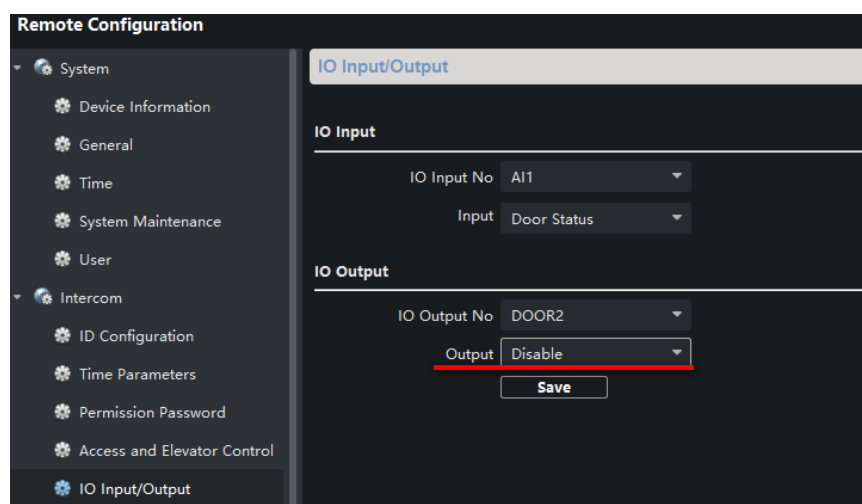 Remote Configuration
System
Device Information
General
Time
System Maintenance
User
Intercom
ID Configuration
Time Parameters
Permission Password
Access and Elevator Control
IO Input/Output
IO Input/Output
IO Input
IO Input No AI1
Input Door Status
IO Output
IO Output No DOOR2
Output Disable
Save